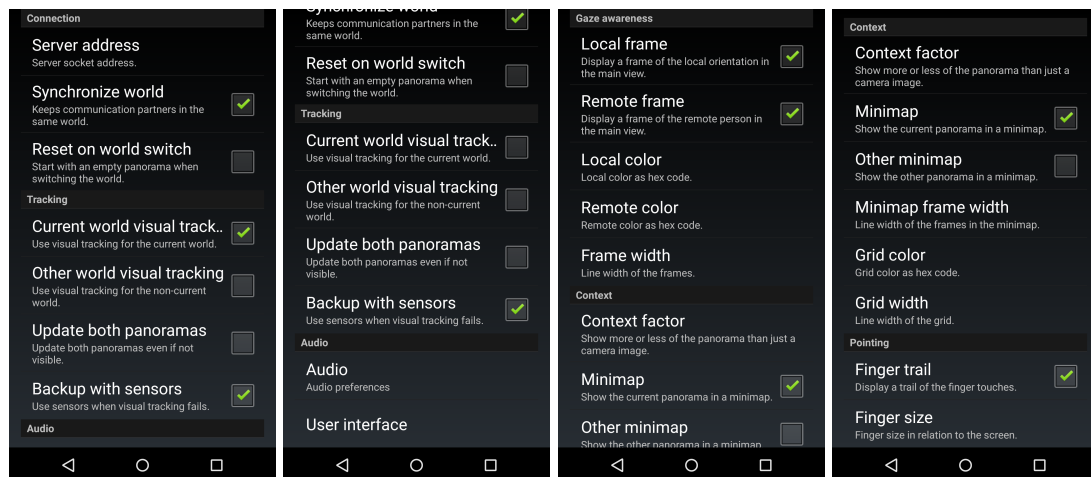 Connection
Server address
Server socket address.
Synchronize world
Keeps communication partners in the
same world.
Reset on world switch
Start with an empty panorama when
switching the world.
Tracking
Current world visual track..
Use visual tracking for the current world.
Other world visual tracking
Use visual tracking for the non-current
world.
Update both panoramas
Update both panoramas even if not
visible.
Backup with sensors
Use sensors when visual tracking fails.
Audio
Synchronize world
Keeps communication partners in the
same world.
Reset on world switch
Start with an empty panorama when
switching the world.
Tracking
Current world visual track..
Use visual tracking for the current world.
Other world visual tracking
Use visual tracking for the non-current
world.
Update both panoramas
Update both panoramas even if not
visible.
Backup with sensors
Use sensors when visual tracking fails.
Audio
Audio
Audio preferences
User interface
Gaze awareness
Local frame
Display a frame of the local orientation in
the main view.
Remote frame
Display a frame of the remote person in
the main view.
Local color
Local color as hex code.
Remote color
Remote color as hex code.
Frame width
Line width of the frames.
Context
Context factor
Show more or less of the panorama than just a
camera image.
Minimap
Show the current panorama in a minimap.
Other minimap
Show the other panorama in a minimap
Context
Context factor
Show more or less of the panorama than just a
camera image.
Minimap
Show the current panorama in a minimap.
Other minimap
Show the other panorama in a minimap.
Minimap frame width
Line width of the frames in the minimap.
Grid color
Grid color as hex code.
Grid width
Line width of the grid.
Pointing
Finger trail
Display a trail of the finger touches.
Finger size
Finger size in relation to the screen.